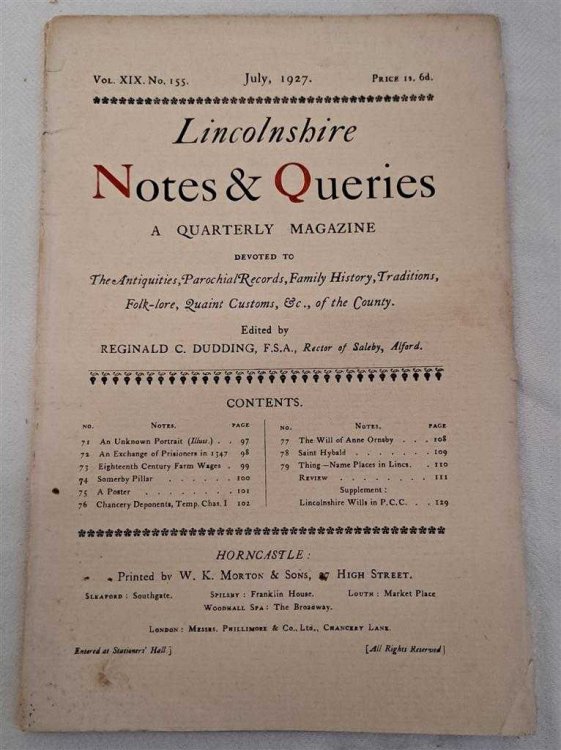 Vol. XIX. No. 155. July, 1927. Price 1s. 6d.
Lincolnshire
Notes & Queries
A QUARTERLY MAGAZINE
DEVOTED TO
The Antiquities, Parochial Records, Family History, Traditions,
Folk-lore, Quaint Customs, &c., of the County.
Edited by
REGINALD C. DUDDING, F.S.A., Rector of Saleby, Alford.
CONTENTS.
NO. NOTES. PAGE
71 An Unknown Portrait (Illust.) . . 97
72 An Exchange of Prisioners in 1347 98
73 Eighteenth Century Farm Wages . 99
74 Somerby Pillar . . . . . . 100
75 A Poster . . . . . . . 101
76 Chancery Deponents, Temp. Chas. I 102
NO. NOTES. PAGE
77 The Will of Anne Ornsby . . . 108
78 Saint Hybald . . . . . . 109
79 Thing—Name Places in Lincs. . . 110
Review . . . . . . . 111
Supplement :
Lincolnshire Wills in P.C.C. . . 129
HORNCASTLE :
Printed by W. K. Morton & Sons, 27 High Street.
Sleaford : Southgate. Spilsby : Franklin House. Louth : Market Place
Woodhall Spa : The Broadway.
London : Messrs. Phillimore & Co., Ltd., Chancery Lane.
Entered at Stationers' Hall ] [All Rights Reserved]